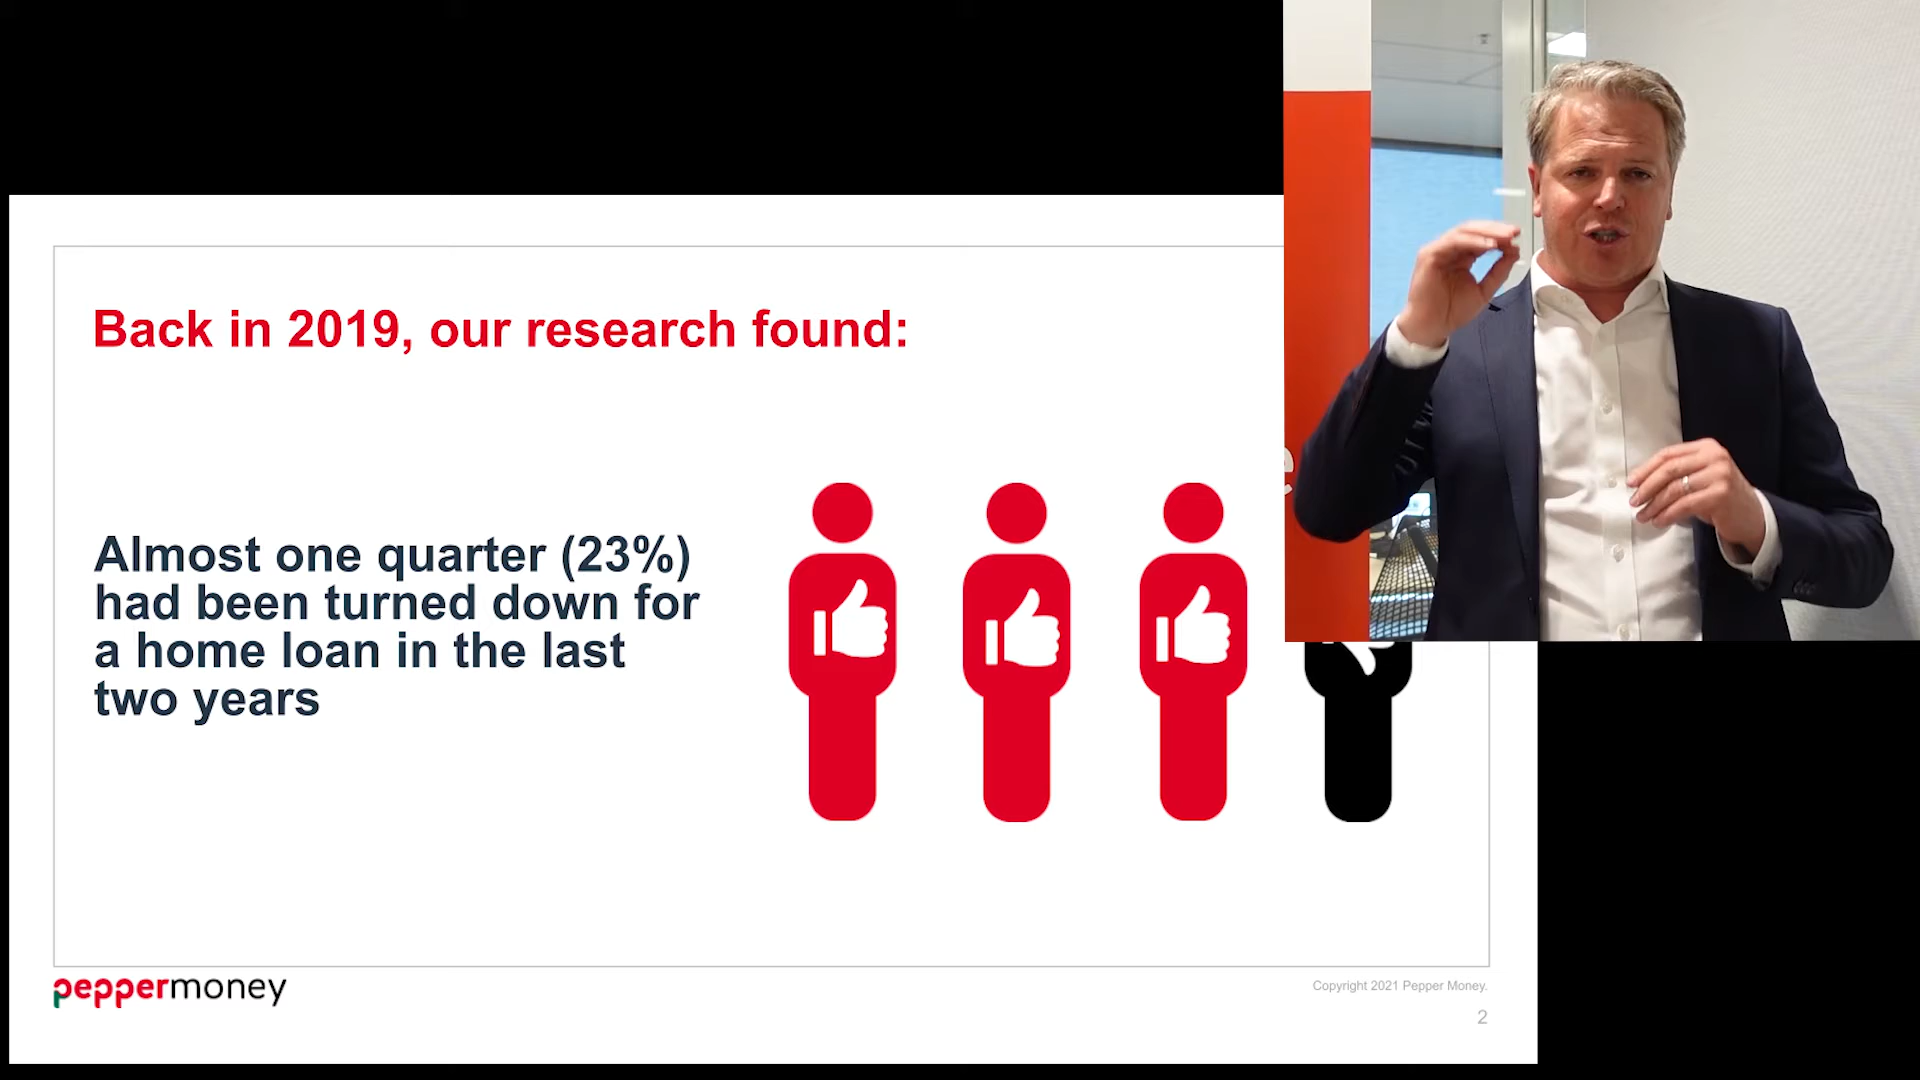 Back in 2019, our research found:
Almost one quarter (23%)
had been turned down for
a home loan in the last
two years
peppermoney
Copyright 2021 Pepper Money.
2